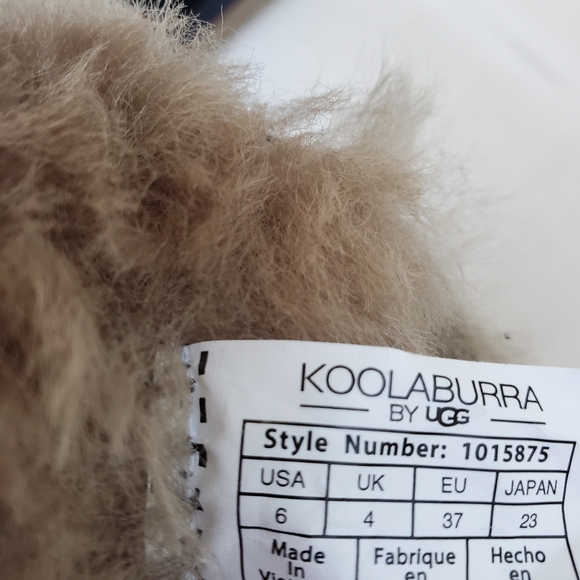 KOOLABURRA
BY UGG
Style Number: 1015875
USA UK EU JAPAN
6 4 37 23
Made Fabrique Hecho
In en en